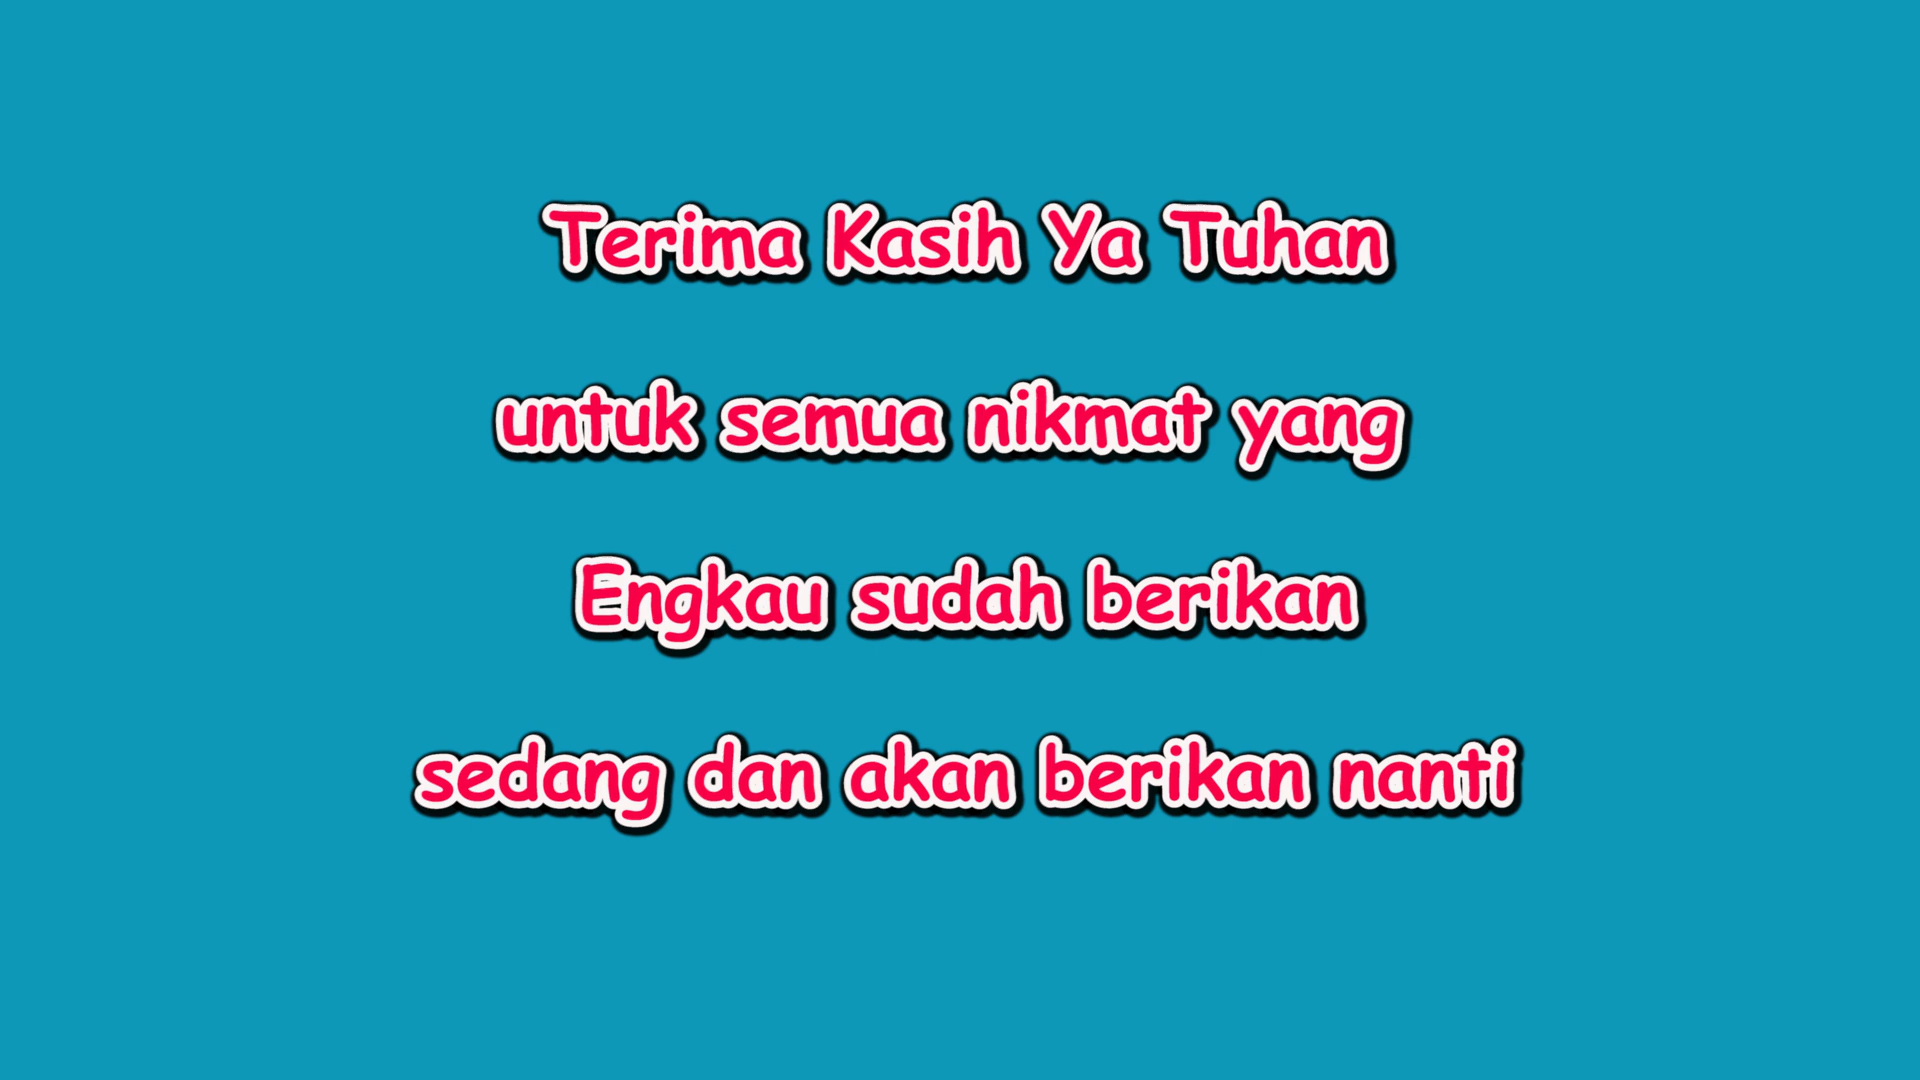 Terima Kasih Ya Tuhan
untuk semua nikmat yang
Engkau sudah berikan
sedang dan akan berikan nanti